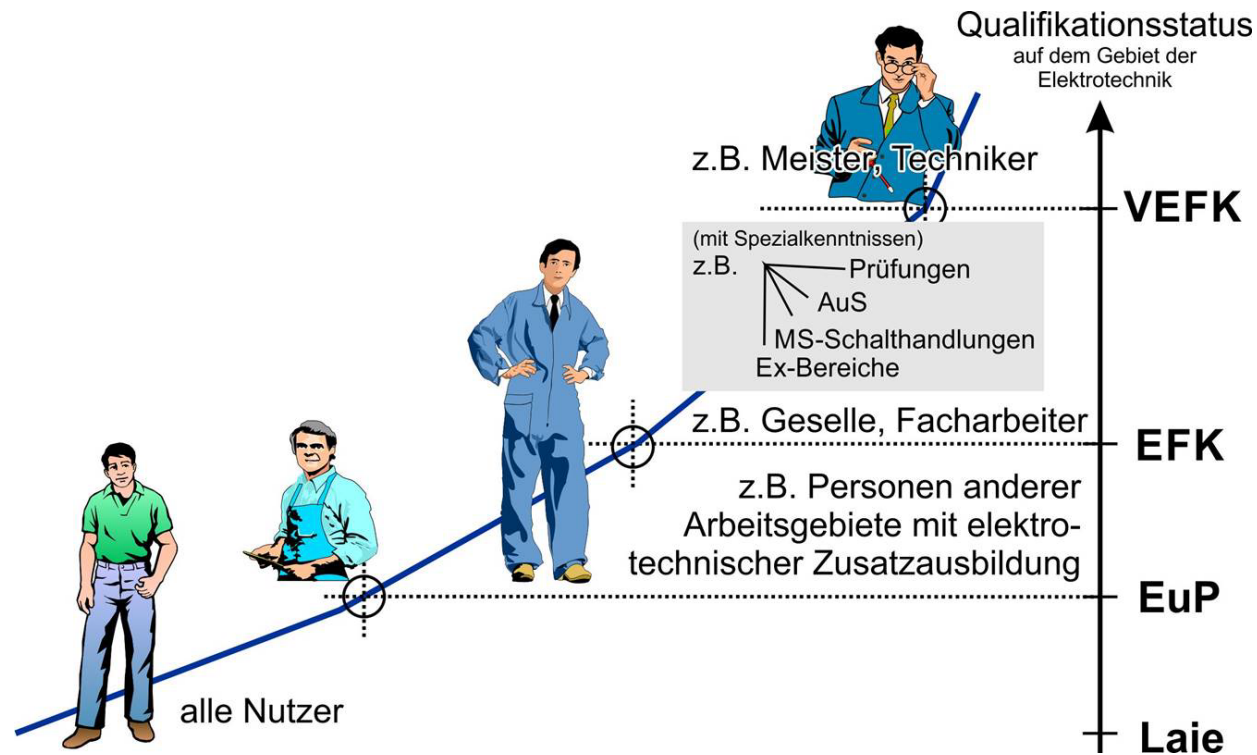 Qualifikationsstatus
auf dem Gebiet der
Elektrotechnik
z.B. Meister, Techniker
VEFK
(mit Spezialkenntnissen)
z.B.
Prüfungen
AuS
MS-Schalthandlungen
Ex-Bereiche
z.B. Geselle, Facharbeiter
EFK
z.B. Personen anderer
Arbeitsgebiete mit elektro-
technischer Zusatzausbildung
EuP
alle Nutzer
Laie